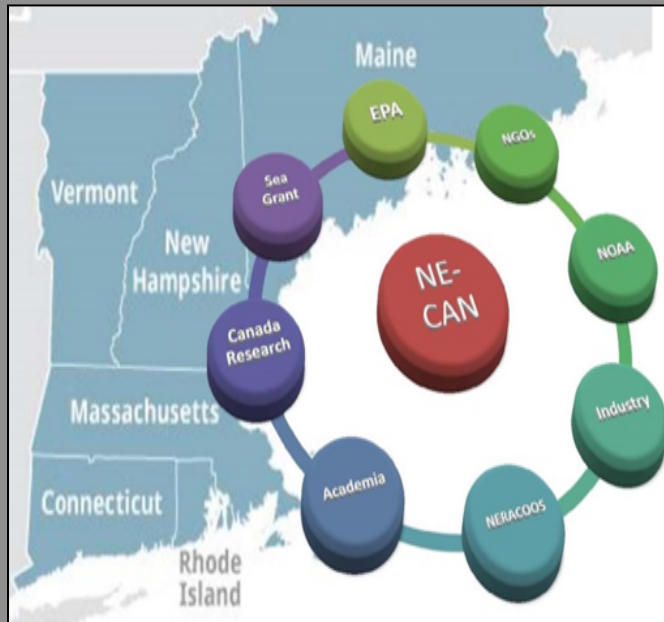 Maine
EPA
NGOs
Sea
Grant
Vermont
New
Hampshire
NOAA
NE-
CAN
Canada
Research
Massachusetts
Industry
Connecticut
Academia
NERACOOS
Rhode
Island